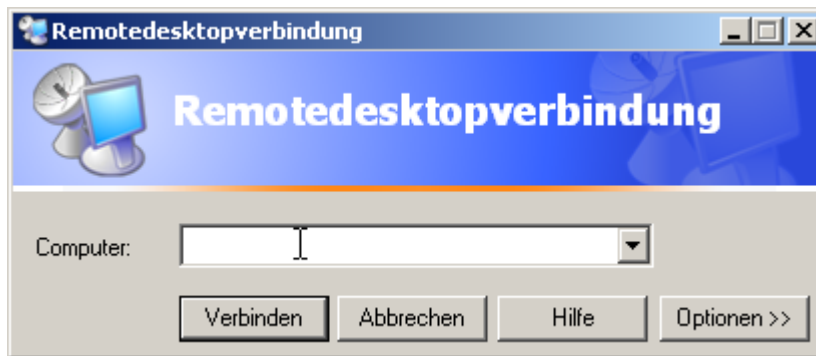 Remotedesktopverbindung
Remotedesktopverbindung
Computer:
Verbinden Abbrechen Hilfe Optionen >>